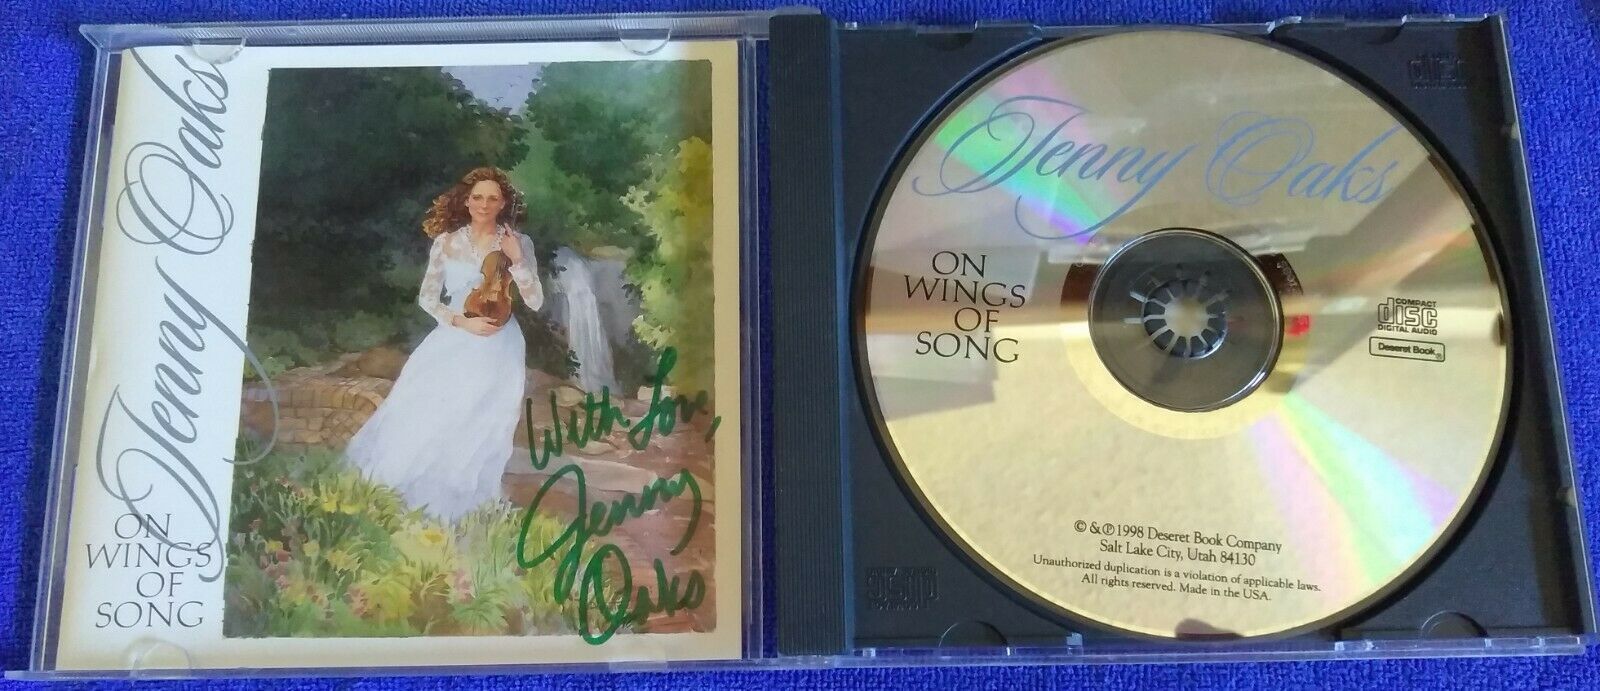 Jenny Oaks
ON
WINGS
OF
SONG
With Love,
Jenny
Oaks
Jenny Oaks
ON
WINGS
OF
SONG
COMPACT
disc
DIGITAL AUDIO
Deseret Book®
© & ℗ 1998 Deseret Book Company
Salt Lake City, Utah 84130
Unauthorized duplication is a violation of applicable laws.
All rights reserved. Made in the USA.